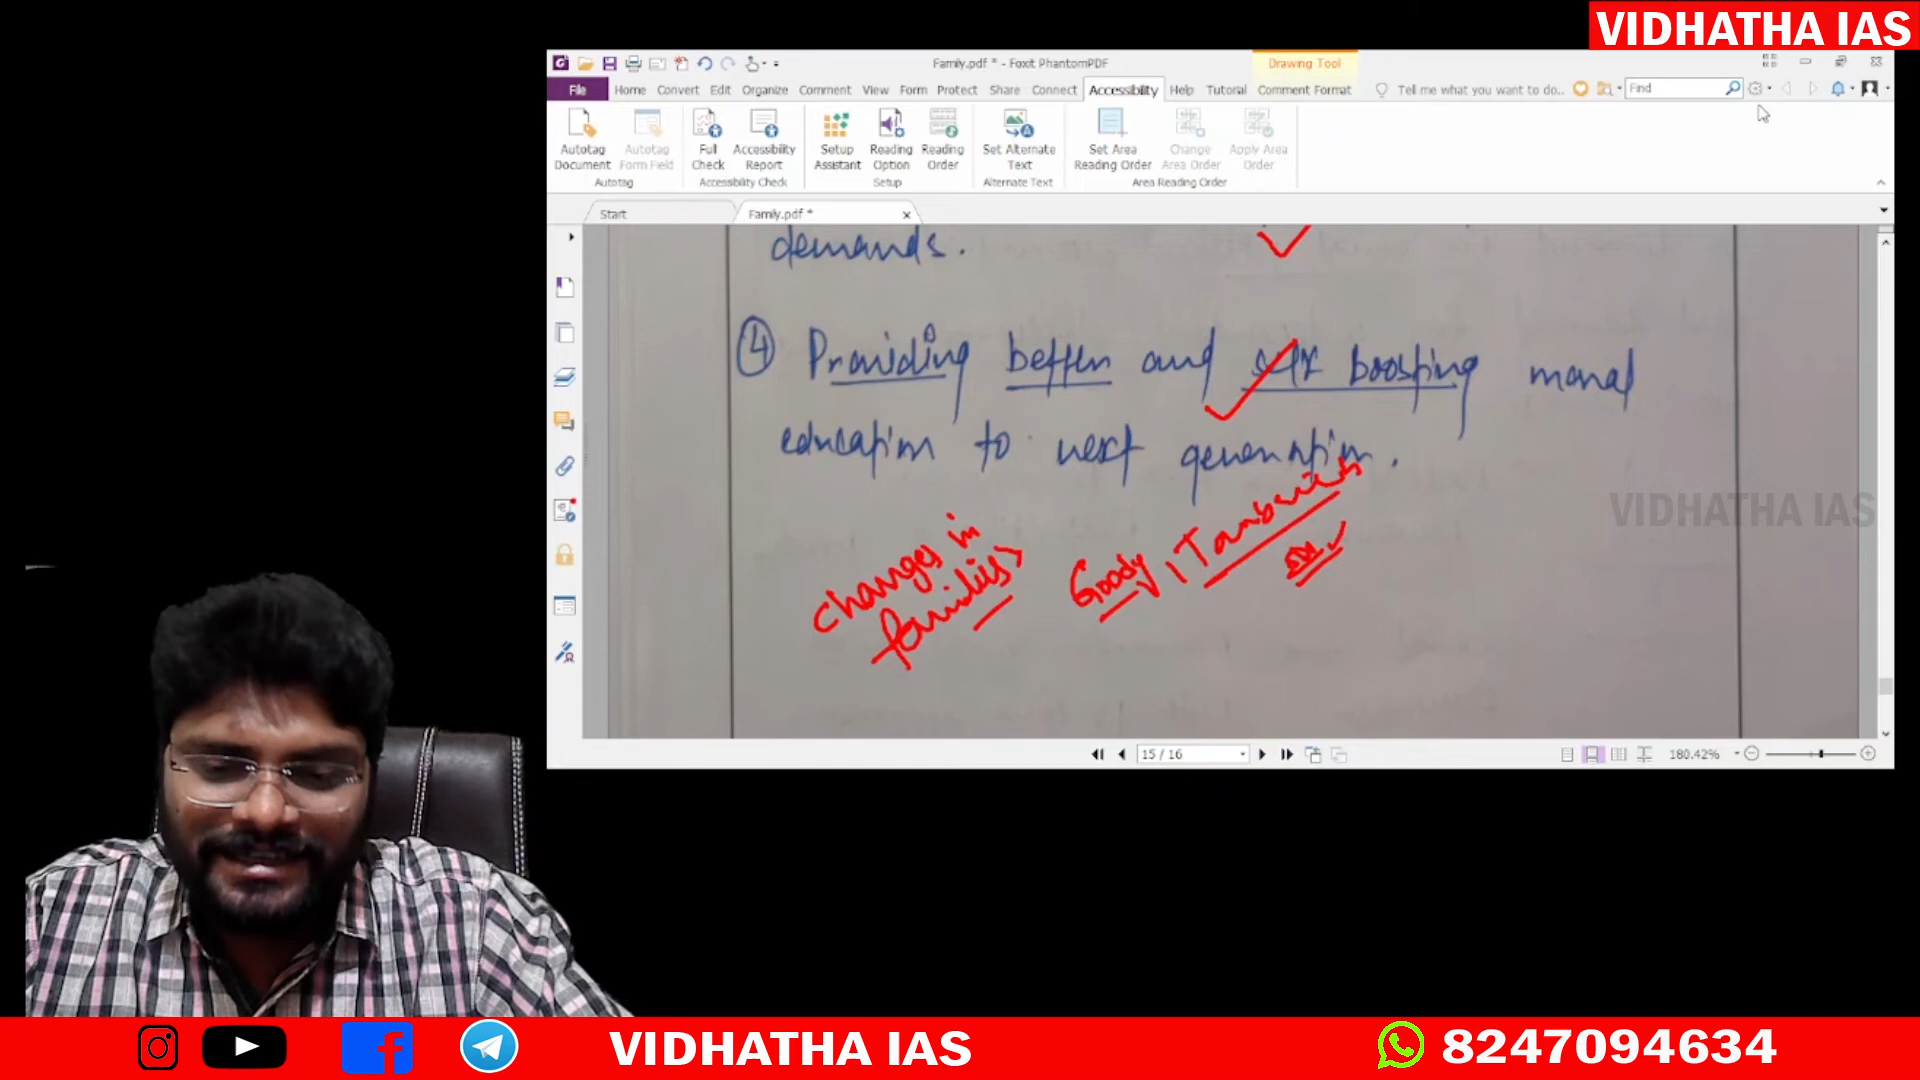 VIDHATHA IAS
Family.pdf * - Foxit PhantomPDF
Drawing Tool
File Home Convert Edit Organize Comment View Form Protect Share Connect Accessibility Help Tutorial Comment Format Tell me what you want to do.. Find
Autotag Document
Autotag Form Field
Full Check
Accessibility Report
Setup Assistant
Reading Option
Reading Order
Set Alternate Text
Set Area Reading Order
Change Area Order
Apply Area Order
Autotag Accessibility Check Setup Alternate Text Area Reading Order
Start Family.pdf *
demands.
4 Providing better and self boosting moral
education to next generation.
changes in
families
Goody,
VIDHATHA IAS
15 / 16
180.42%
VIDHATHA IAS 8247094634